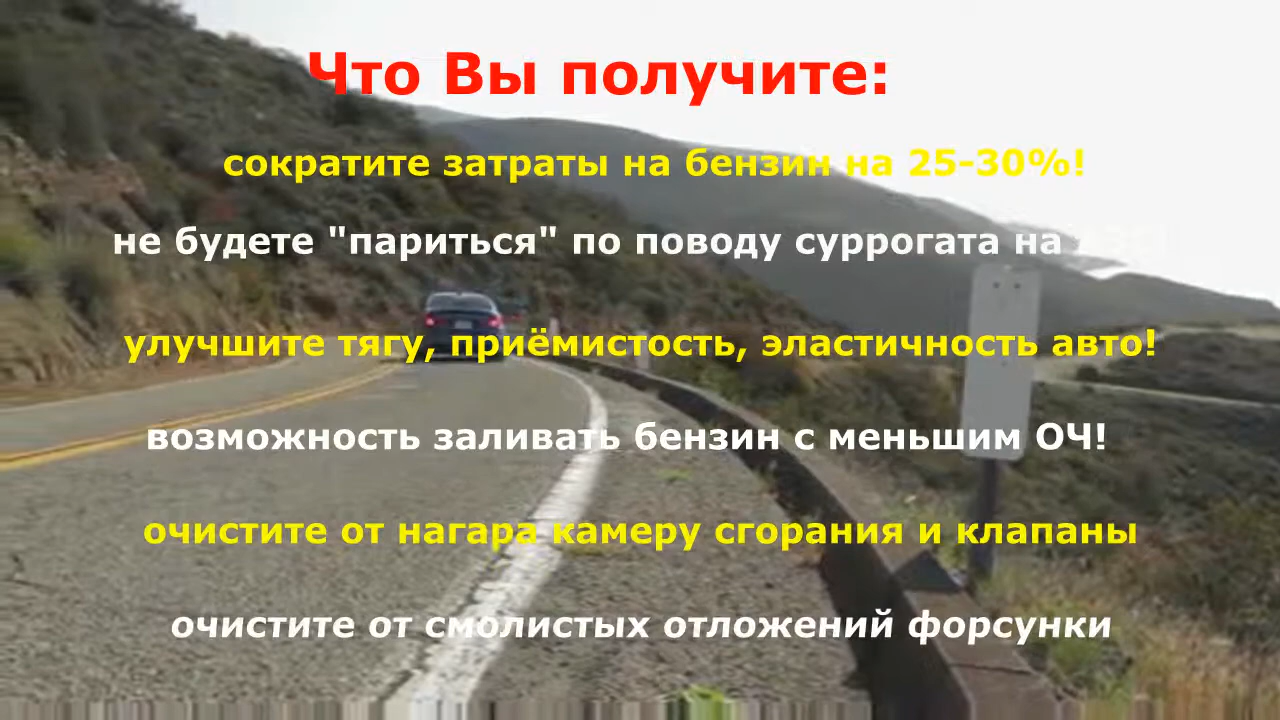 Что Вы получите:
сократите затраты на бензин на 25-30%!
не будете "париться" по поводу суррогата на
улучшите тягу, приёмистость, эластичность авто!
возможность заливать бензин с меньшим ОЧ!
очистите от нагара камеру сгорания и клапаны
очистите от смолистых отложений форсунки